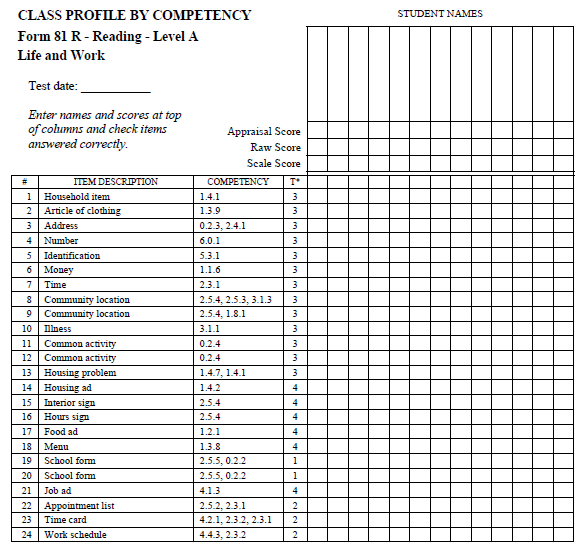 CLASS PROFILE BY COMPETENCY
STUDENT NAMES
Form 81 R - Reading - Level A
Life and Work
Test date: ___________
Enter names and scores at top
of columns and check items
answered correctly.
Appraisal Score
Raw Score
Scale Score
# ITEM DESCRIPTION COMPETENCY T*
1 Household item 1.4.1 3
2 Article of clothing 1.3.9 3
3 Address 0.2.3, 2.4.1 3
4 Number 6.0.1 3
5 Identification 5.3.1 3
6 Money 1.1.6 3
7 Time 2.3.1 3
8 Community location 2.5.4, 2.5.3, 3.1.3 3
9 Community location 2.5.4, 1.8.1 3
10 Illness 3.1.1 3
11 Common activity 0.2.4 3
12 Common activity 0.2.4 3
13 Housing problem 1.4.7, 1.4.1 3
14 Housing ad 1.4.2 4
15 Interior sign 2.5.4 4
16 Hours sign 2.5.4 4
17 Food ad 1.2.1 4
18 Menu 1.3.8 4
19 School form 2.5.5, 0.2.2 1
20 School form 2.5.5, 0.2.2 1
21 Job ad 4.1.3 4
22 Appointment list 2.5.2, 2.3.1 2
23 Time card 4.2.1, 2.3.2, 2.3.1 2
24 Work schedule 4.4.3, 2.3.2 2